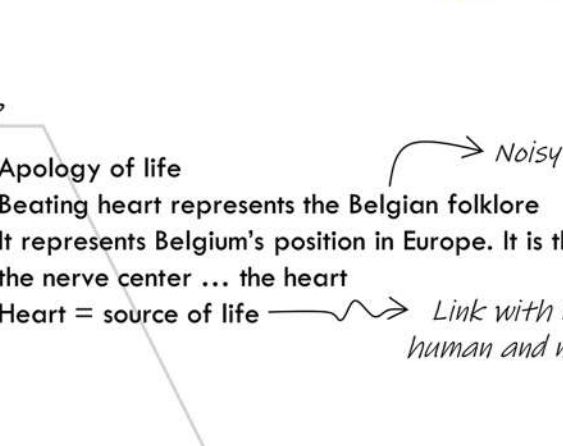 Apology of life
Noisy
Beating heart represents the Belgian folklore
It represents Belgium's position in Europe. It is
the nerve center ... the heart
Heart = source of life
Link with
human and